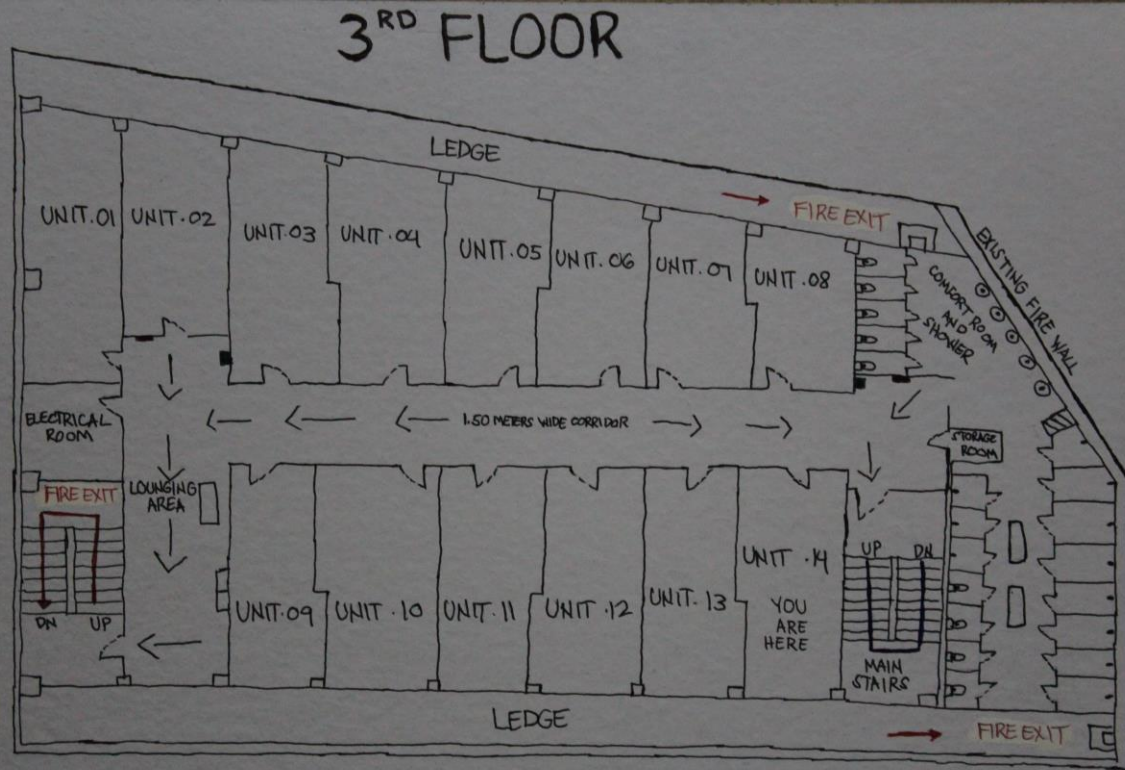 3RD FLOOR
LEDGE
FIRE EXIT
EXISTING FIRE WALL
UNIT.01
UNIT.02
UNIT.03
UNIT.04
UNIT.05
UNIT.06
UNIT.07
UNIT.08
COMFORT ROOM
AND
SHOWER
ELECTRICAL
ROOM
1.50 METERS WIDE CORRIDOR
STORAGE
ROOM
FIRE EXIT
LOUNGING
AREA
DN
UP
UNIT.09
UNIT.10
UNIT.11
UNIT.12
UNIT.13
UNIT.14
YOU
ARE
HERE
UP
DN
MAIN
STAIRS
LEDGE
FIRE EXIT